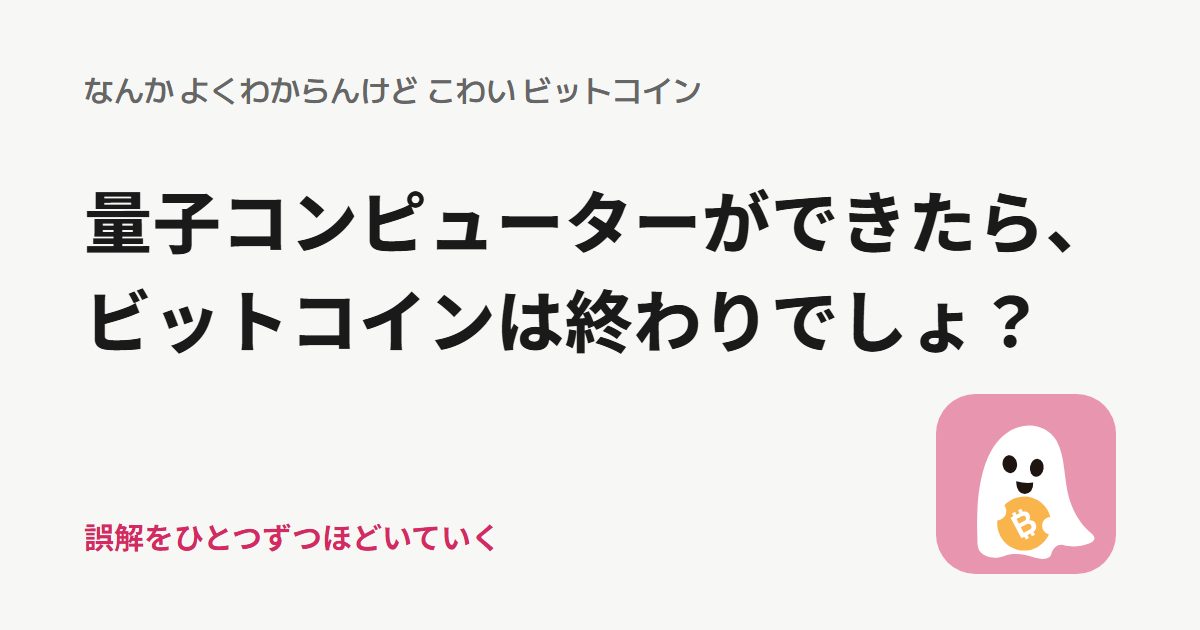 なんか よくわからんけど こわい ビットコイン
量子コンピューターができたら、
ビットコインは終わりでしょ？
誤解をひとつずつほどいていく